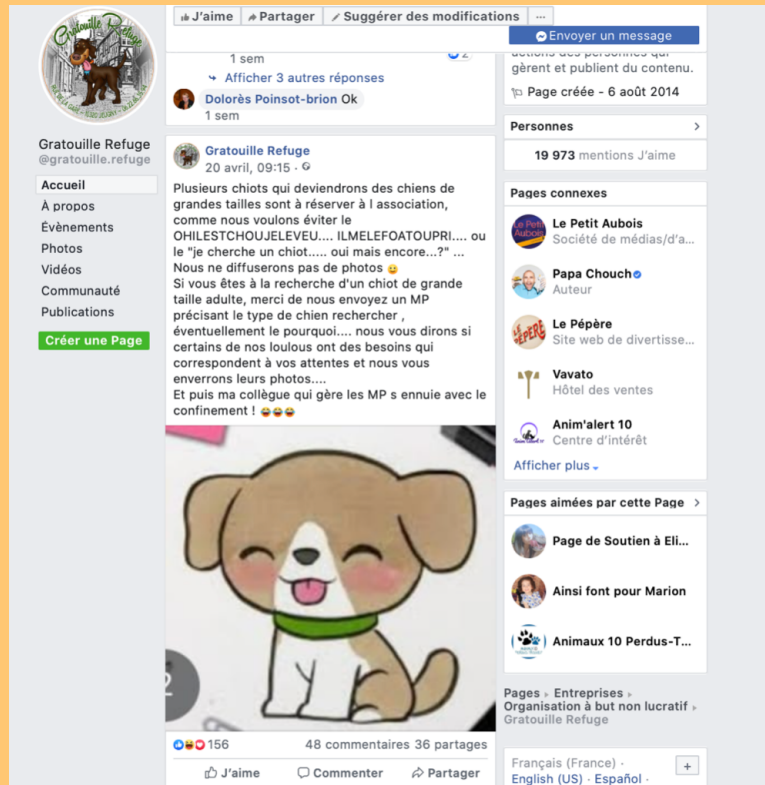 Gratouille Refuge
J'aime
Partager
Suggérer des modifications
...
Envoyer un message
Gratouille Refuge
@gratouille.refuge
Accueil
À propos
Évènements
Photos
Vidéos
Communauté
Publications
Créer une Page
1 sem
2
Afficher 3 autres réponses
Dolorès Poinsot-brion Ok
1 sem
Gratouille Refuge
20 avril, 09:15 ·
Plusieurs chiots qui deviendrons des chiens de
grandes tailles sont à réserver à l association,
comme nous voulons éviter le
OHILESTCHOUJELEVEU.... ILMELEFOATOUPRI.... ou
le "je cherche un chiot..... oui mais encore...?" ...
Nous ne diffuserons pas de photos 😀
Si vous êtes à la recherche d'un chiot de grande
taille adulte, merci de nous envoyez un MP
précisant le type de chien rechercher ,
éventuellement le pourquoi.... nous vous dirons si
certains de nos loulous ont des besoins qui
correspondent à vos attentes et nous vous
enverrons leurs photos....
Et puis ma collègue qui gère les MP s ennuie avec le
confinement ! 😂😂😂
156
48 commentaires 36 partages
J'aime
Commenter
Partager
actions des personnes qui
gèrent et publient du contenu.
Page créée - 6 août 2014
Personnes
19 973 mentions J'aime
Pages connexes
Le Petit Aubois
Société de médias/d'a...
Papa Chouch
Auteur
Le Pépère
Site web de divertisse...
Vavato
Hôtel des ventes
Anim'alert 10
Centre d'intérêt
Afficher plus
Pages aimées par cette Page
Page de Soutien à Eli...
Ainsi font pour Marion
Animaux 10 Perdus-T...
Pages
Entreprises
Organisation à but non lucratif
Gratouille Refuge
Français (France) ·
English (US) · Español ·
+